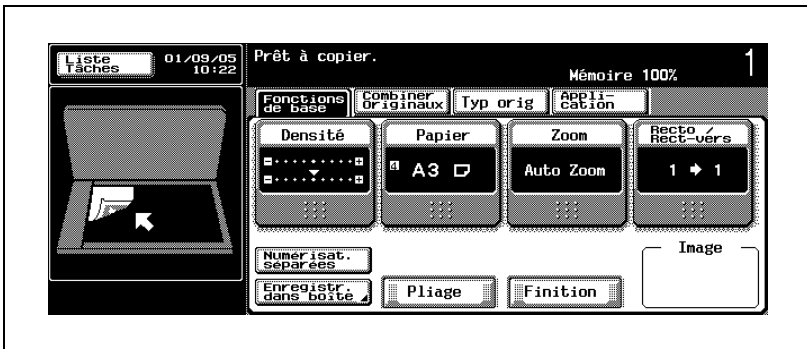 Liste
Tâches
01/09/05
10:22
Prêt à copier.
Mémoire 100%
1
Fonctions
de base
Combiner
Originaux
Typ orig
Appli-
cation
Densité
Papier
Zoom
Recto /
Rect-vers
4 A3
Auto Zoom
1 ➔ 1
Numérisat.
séparées
Image
Enregistr.
dans boîte
Pliage
Finition